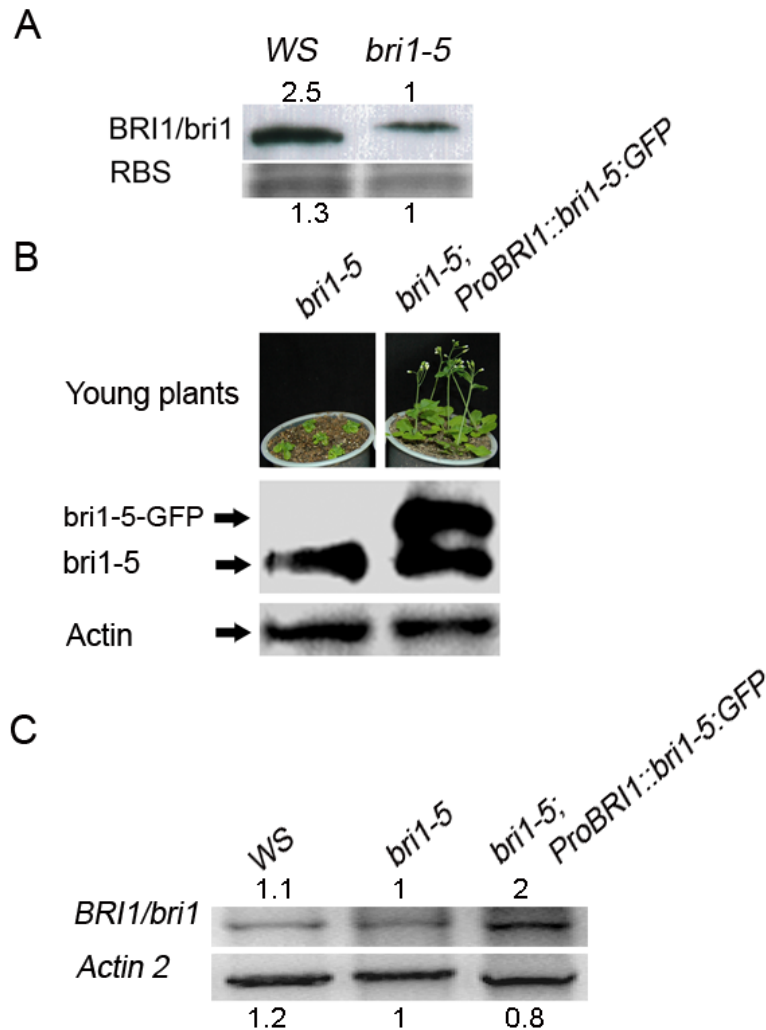 A
WS bri1-5
2.5 1
BRI1/bri1
RBS
1.3 1
B
bri1-5
bri1-5;
ProBRI1::bri1-5:GFP
Young plants
bri1-5-GFP
bri1-5
Actin
C
WS
bri1-5
bri1-5;
ProBRI1::bri1-5:GFP
1.1 1 2
BRI1/bri1
Actin 2
1.2 1 0.8